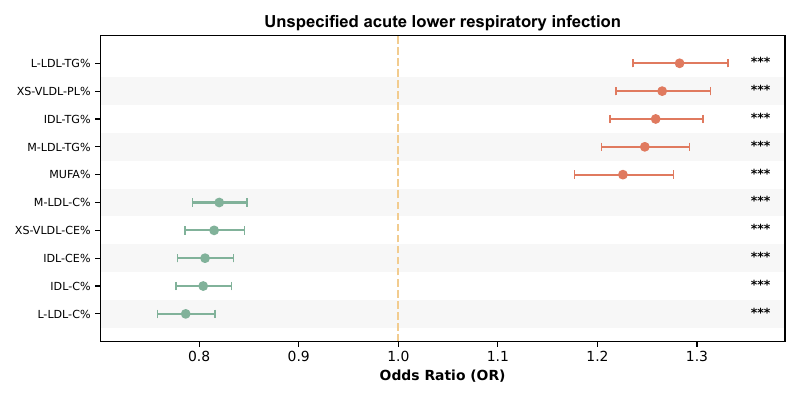 Unspecified acute lower respiratory infection
L-LDL-TG% ***
XS-VLDL-PL% ***
IDL-TG% ***
M-LDL-TG% ***
MUFA% ***
M-LDL-C% ***
XS-VLDL-CE% ***
IDL-CE% ***
IDL-C% ***
L-LDL-C% ***
0.8 0.9 1.0 1.1 1.2 1.3
Odds Ratio (OR)